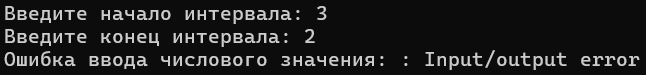 Введите начало интервала: 3
Введите конец интервала: 2
Ошибка ввода числового значения: : Input/output error